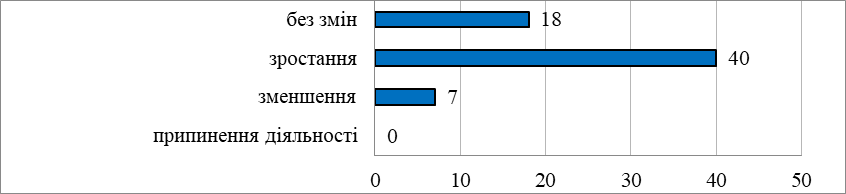 без змін 18
зростання 40
зменшення 7
припинення діяльності 0
0 10 20 30 40 50